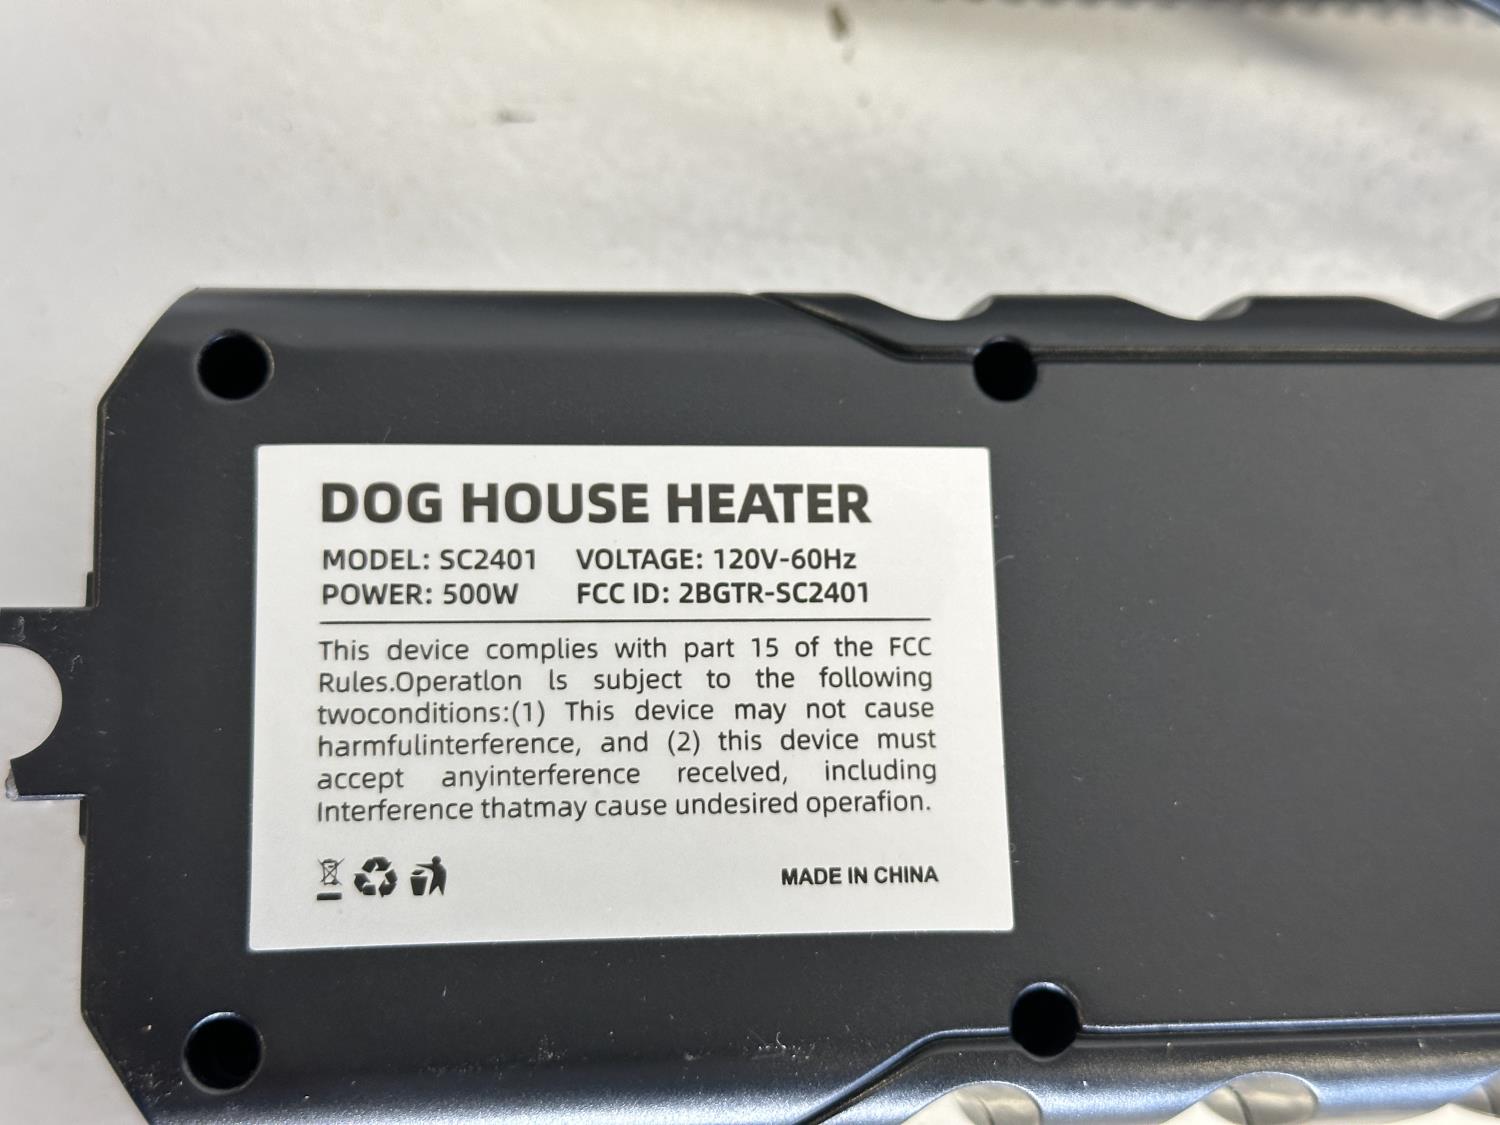 DOG HOUSE HEATER
MODEL: SC2401 VOLTAGE: 120V-60Hz
POWER: 500W FCC ID: 2BGTR-SC2401
This device complies with part 15 of the FCC
Rules.Operatlon ls subject to the following
twoconditions:(1) This device may not cause
harmfulinterference, and (2) this device must
accept anyinterference recelved, including
lnterference thatmay cause undesired operafion.
MADE IN CHINA